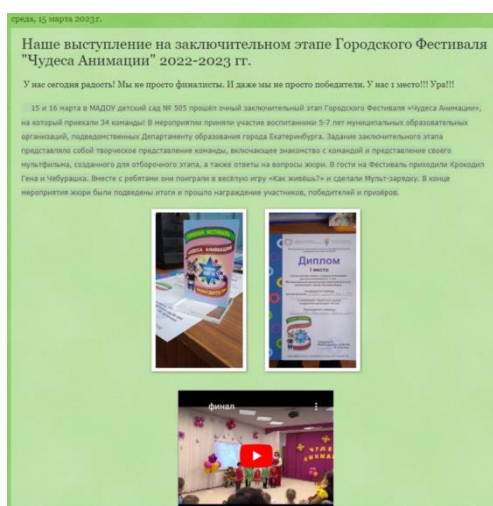 среда, 15 марта 2023 г.
Наше выступление на заключительном этапе Городского Фестиваля
"Чудеса Анимации" 2022-2023 гг.
У нас сегодня радость! Мы не просто финалисты. И даже мы не просто победители. У нас 1 место!!! Ура!!!
15 и 16 марта в МАДОУ детский сад № 505 прошёл очный заключительный этап Городского Фестиваля «Чудеса Анимации»,
на который приехали 34 команды! В мероприятии приняли участие воспитанники 5-7 лет муниципальных образовательных
организаций, подведомственных Департаменту образования города Екатеринбурга. Задание заключительного этапа
представляло собой творческое представление команды, включающее знакомство с командой и представление своего
мультфильма, созданного для отборочного этапа, а также ответы на вопросы жюри. В гости на Фестиваль приходили Крокодил
Гена и Чебурашка. Вместе с ребятами они поиграли в весёлую игру «Как живёшь?» и сделали Мульт-зарядку. В конце
мероприятия жюри были подведены итоги и прошло награждение участников, победителей и призёров.
ЧУДЕСА АНИМАЦИИ
Диплом
I место
финал
ЧУДЕСА
АНИМАЦИИ